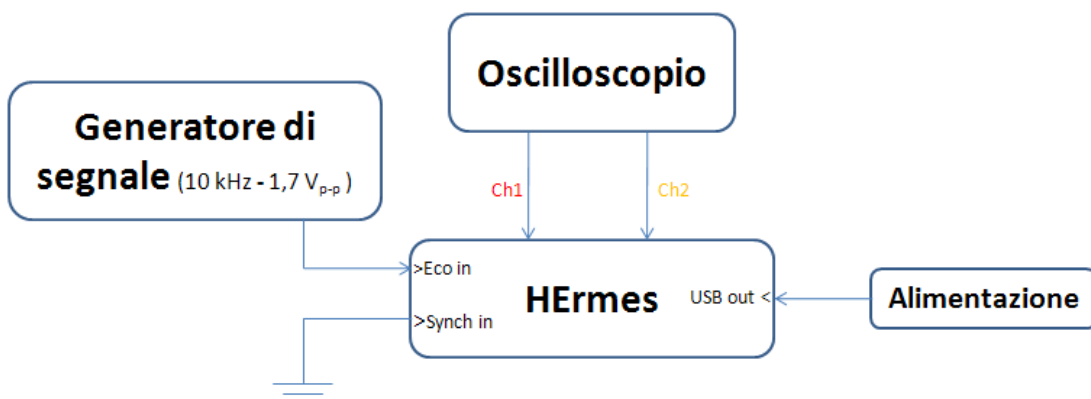 Oscilloscopio
Generatore di
segnale (10 kHz - 1,7 Vp-p )
Ch1
Ch2
>Eco in
HErmes
USB out <
>Synch in
Alimentazione